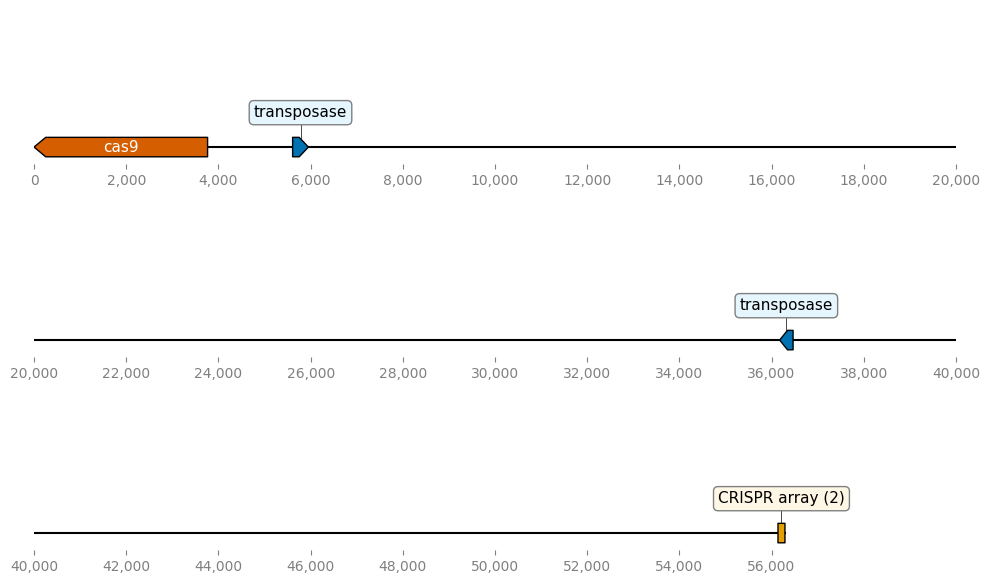 transposase
cas9
0 2,000 4,000 6,000 8,000 10,000 12,000 14,000 16,000 18,000 20,000
transposase
20,000 22,000 24,000 26,000 28,000 30,000 32,000 34,000 36,000 38,000 40,000
CRISPR array (2)
40,000 42,000 44,000 46,000 48,000 50,000 52,000 54,000 56,000